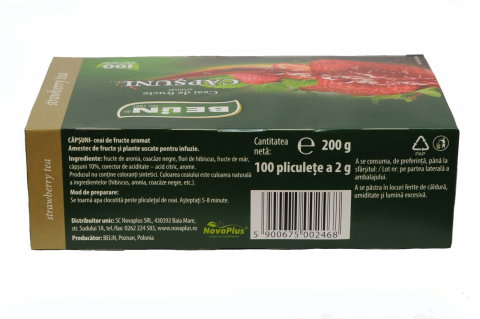 strawberry tea
100
CĂPȘUNI
aromat
Ceai de fructe
BELiN
strawberry tea
CĂPȘUNI- ceai de fructe aromat
Amestec de fructe și plante uscate pentru infuzie.
Ingrediente: fructe de aronia, coacăze negre, flori de hibiscus, fructe de măr,
căpșuni 10%, corector de aciditate – acid citric, arome.
Produsul nu conține coloranți sintetici. Culoarea ceaiului este culoarea naturală
a ingredientelor (hibiscus, coacăze negre, etc.).
Mod de preparare:
Se toarnă apa clocotită peste pliculețul de ceai. Așteptați 5-8 minute.
Distribuitor unic: SC Novaplus SRL, 430392 Baia Mare,
str. Sudului 1A, tel/fax: 0262 224 583, www.novaplus.ro
Producător: BELiN, Poznan, Polonia
NovaPlus
Cantitatea
netă:
200 g
100 pliculețe a 2 g
5 900675 002468
PAP
A se consuma, de preferință, până la
sfârșitul: / Lot nr: pe partea laterală a
ambalajului.
A se păstra în locuri ferite de căldură,
umiditate și lumină excesivă.